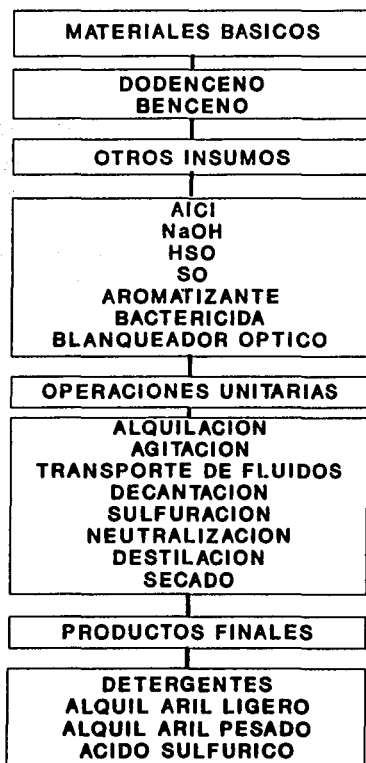 MATERIALES BASICOS
DODENCENO
BENCENO
OTROS INSUMOS
AlCl
NaOH
HSO
SO
AROMATIZANTE
BACTERICIDA
BLANQUEADOR OPTICO
OPERACIONES UNITARIAS
ALQUILACION
AGITACION
TRANSPORTE DE FLUIDOS
DECANTACION
SULFURACION
NEUTRALIZACION
DESTILACION
SECADO
PRODUCTOS FINALES
DETERGENTES
ALQUIL ARIL LIGERO
ALQUIL ARIL PESADO
ACIDO SULFURICO